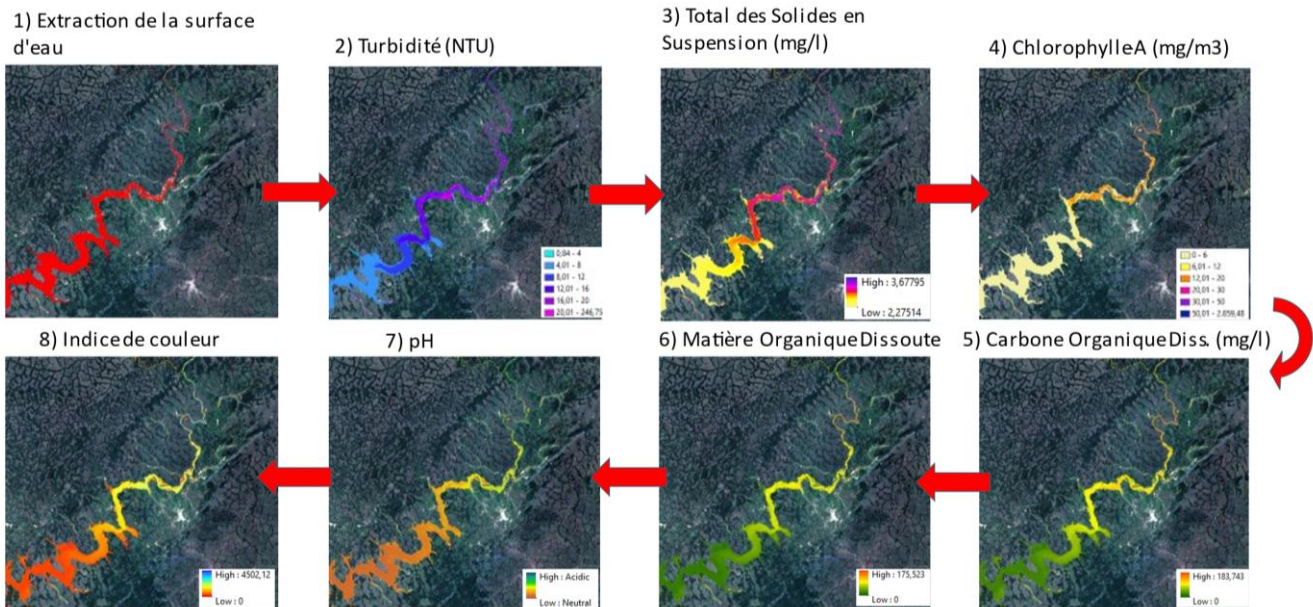 1) Extraction de la surface
d'eau
2) Turbidité (NTU)
3) Total des Solides en
Suspension (mg/l)
4) ChlorophylleA (mg/m3)
0,84 - 4
4,01 - 8
8,01 - 12
12,01 - 16
16,01 - 20
20,01 - 246,75
High : 3,67795
Low : 2,27514
0 - 6
6,01 - 12
12,01 - 20
20,01 - 30
30,01 - 50
50,01 - 2.859,48
8) Indice de couleur
7) pH
6) Matière Organique Dissoute
5) Carbone Organique Diss. (mg/l)
High : 4502,12
Low : 0
High : Acidic
Low : Neutral
High : 175,523
Low : 0
High : 183,743
Low : 0